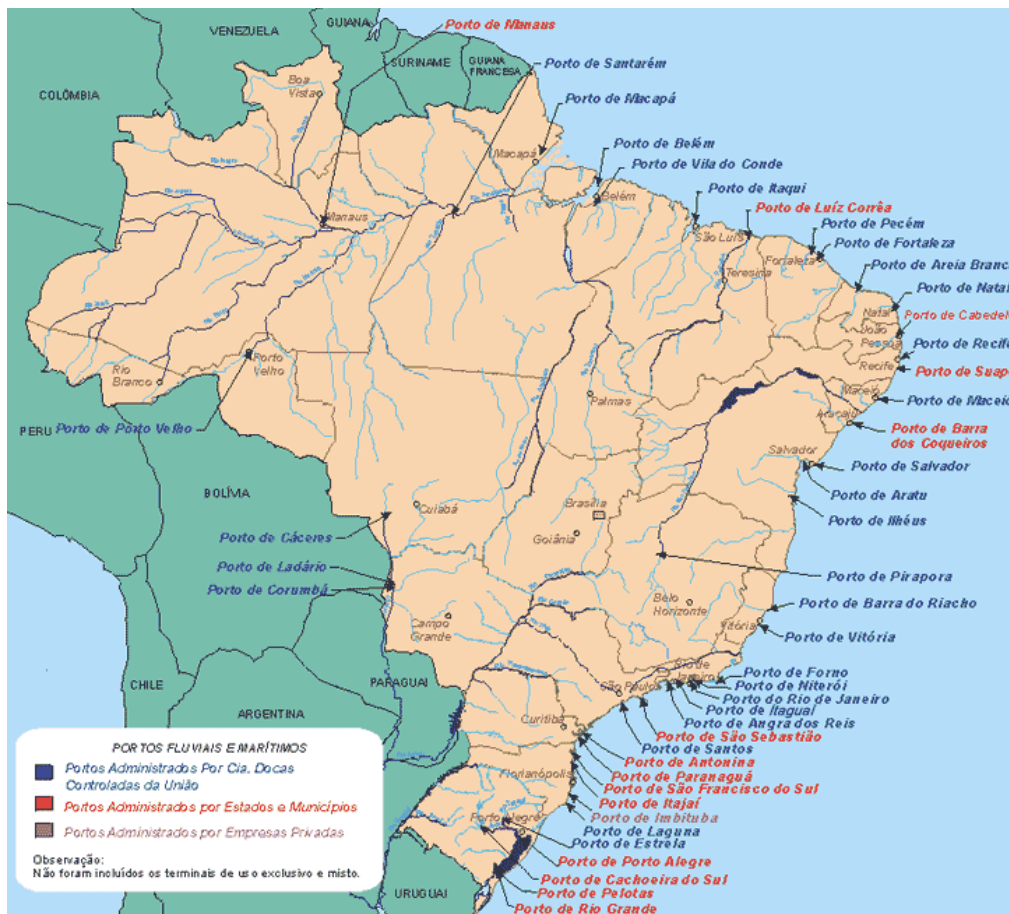 Porto de Manaus
VENEZUELA
GUIANA
SURINAME
GUIANA
FRANCESA
Porto de Santarém
COLÔMBIA
Boa
Vista
Porto de Macapá
Macapá
Porto de Belém
Porto de Vila do Conde
Belém
Porto de Itaqui
Manaus
São Luís
Porto de Luíz Corrêa
Porto de Pecém
Porto de Fortaleza
Fortaleza
Teresina
Porto de Areia Branc
Porto de Natal
Natal
João
Pessoa
Porto de Cabedel
Porto de Recife
Recife
Porto de Suap
Porto
Velho
Rio
Branco
Palmas
Maceió
Porto de Maceió
Aracaju
PERU
Porto de Pôrto Velho
Porto de Barra
dos Coqueiros
Salvador
Porto de Salvador
Porto de Aratu
Porto de Ilhéus
BOLÍVIA
Cuiabá
Brasília
Goiânia
Porto de Cáceres
Porto de Ladário
Porto de Corumbá
Porto de Pirapora
Belo
Horizonte
Porto de Barra do Riacho
Vitória
Porto de Vitória
Campo
Grande
CHILE
PARAGUAI
ARGENTINA
Rio de
Janeiro
São Paulo
Porto de Forno
Porto de Niterói
Porto do Rio de Janeiro
Porto de Itaguaí
Porto de Angra dos Reis
Porto de São Sebastião
Porto de Santos
Curitiba
Porto de Antonina
Porto de Paranaguá
Porto de São Francisco do Sul
Florianópolis
Porto de Itajaí
Porto de Imbituba
Porto Alegre
Porto de Laguna
Porto de Estrela
Porto de Porto Alegre
Porto de Cachoeira do Sul
Porto de Pelotas
Porto de Rio Grande
URUGUAI
PORTOS FLUVIAIS E MARÍTIMOS
Portos Administrados Por Cia. Docas
Controladas da União
Portos Administrados por Estados e Municípios
Portos Administrados por Empresas Privadas
Observação:
Não foram incluídos os terminais de uso exclusivo e misto.